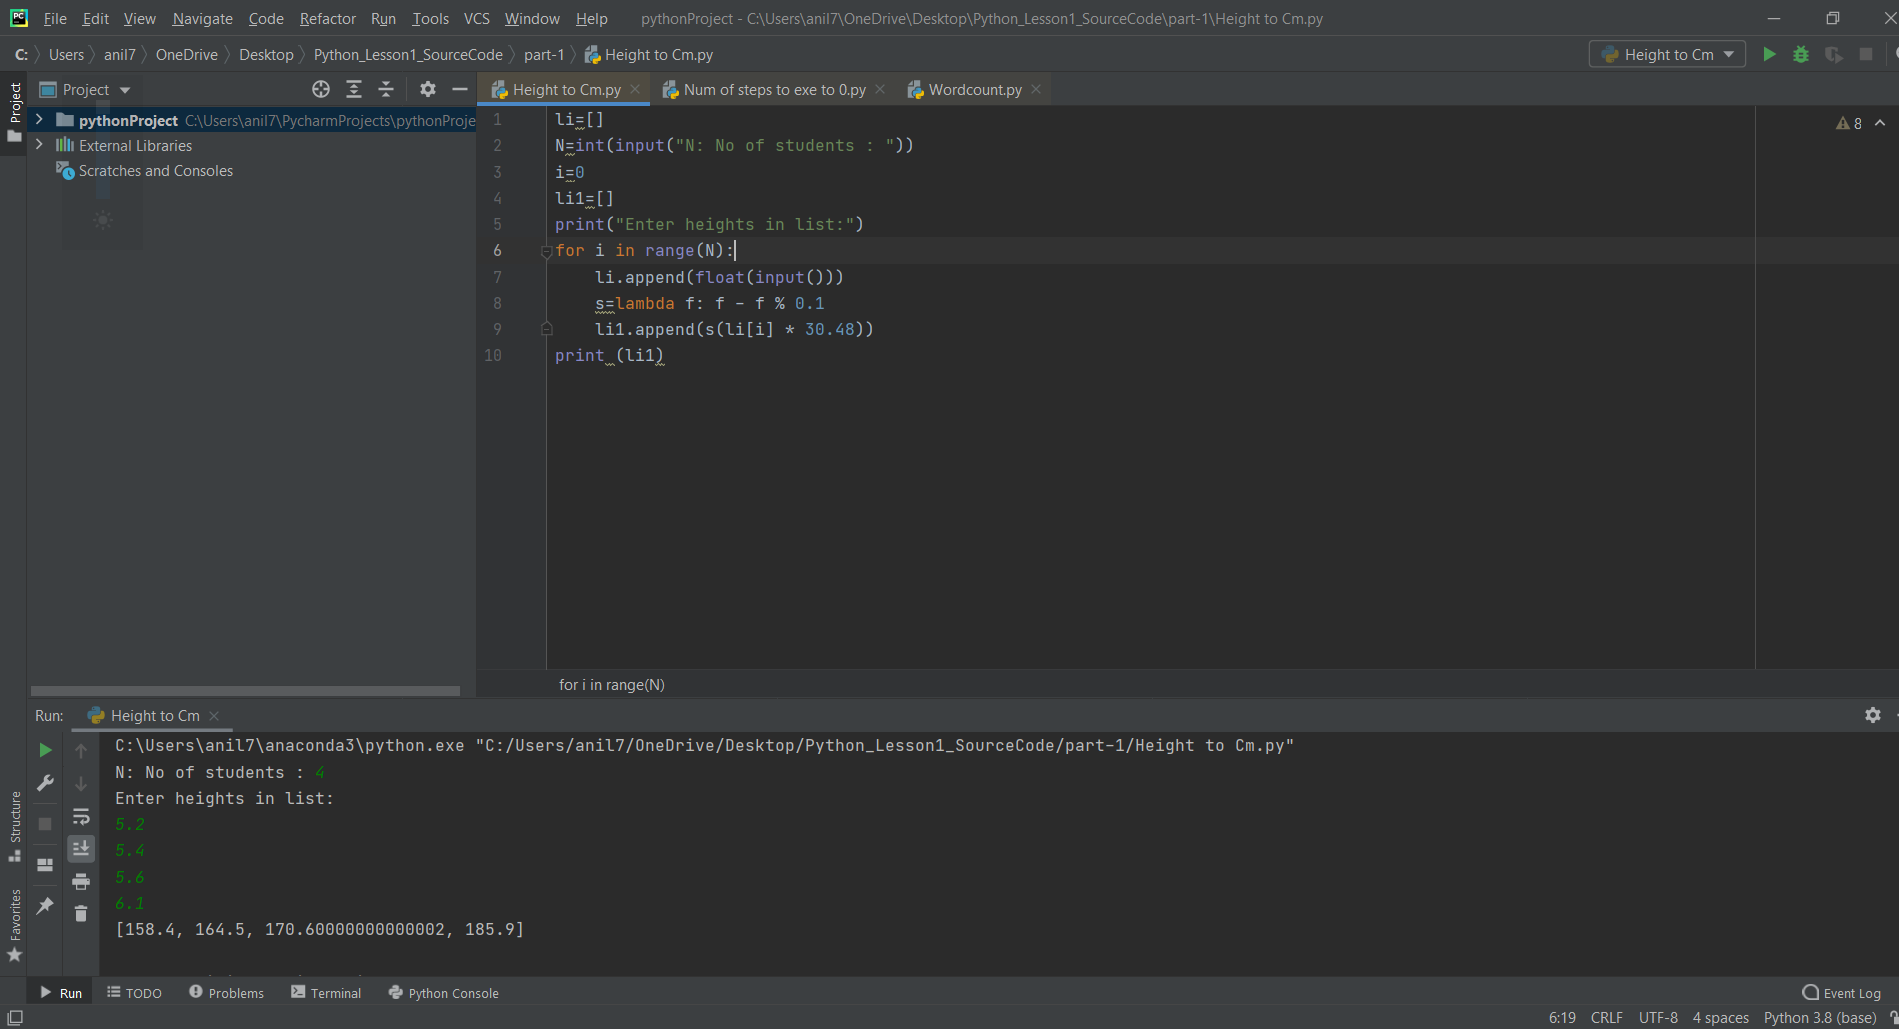 File Edit View Navigate Code Refactor Run Tools VCS Window Help pythonProject - C:\Users\anil7\OneDrive\Desktop\Python_Lesson1_SourceCode\part-1\Height to Cm.py
C: Users anil7 OneDrive Desktop Python_Lesson1_SourceCode part-1 Height to Cm.py Height to Cm
Project
Project Height to Cm.py Num of steps to exe to 0.py Wordcount.py
pythonProject C:\Users\anil7\PycharmProjects\pythonProje
External Libraries
Scratches and Consoles
8
1 li=[]
2 N=int(input("N: No of students : "))
3 i=0
4 li1=[]
5 print("Enter heights in list:")
6 for i in range(N):
7 li.append(float(input()))
8 s=lambda f: f - f % 0.1
9 li1.append(s(li[i] * 30.48))
10 print (li1)
for i in range(N)
Run: Height to Cm
C:\Users\anil7\anaconda3\python.exe "C:/Users/anil7/OneDrive/Desktop/Python_Lesson1_SourceCode/part-1/Height to Cm.py"
N: No of students : 4
Enter heights in list:
5.2
5.4
5.6
6.1
[158.4, 164.5, 170.60000000000002, 185.9]
Structure
Favorites
Run TODO Problems Terminal Python Console Event Log
6:19 CRLF UTF-8 4 spaces Python 3.8 (base)